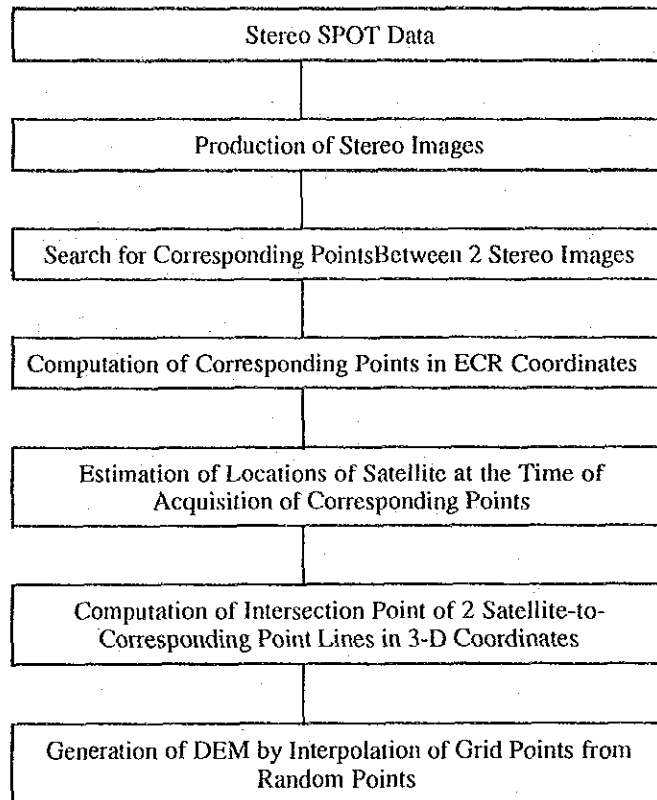 Stereo SPOT Data
Production of Stereo Images
Search for Corresponding PointsBetween 2 Stereo Images
Computation of Corresponding Points in ECR Coordinates
Estimation of Locations of Satellite at the Time of
Acquisition of Corresponding Points
Computation of Intersection Point of 2 Satellite-to-
Corresponding Point Lines in 3-D Coordinates
Generation of DEM by Interpolation of Grid Points from
Random Points